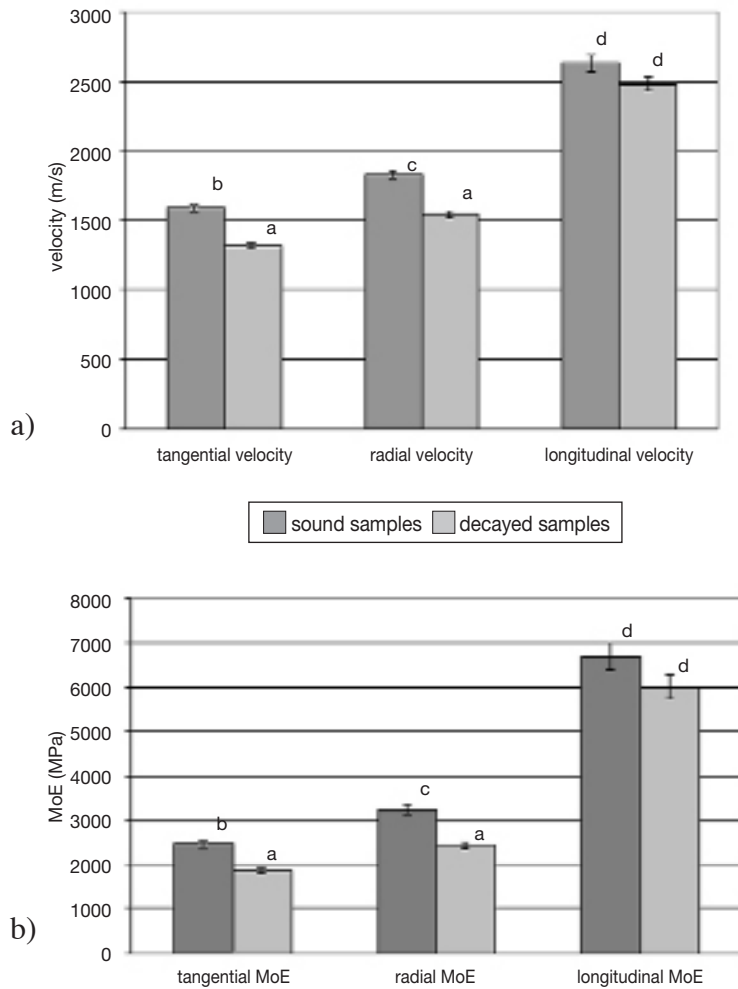 3000
2500
2000
1500
1000
500
0
velocity (m/s)
b
a
c
a
d
d
tangential velocity
radial velocity
longitudinal velocity
a)
sound samples
decayed samples
8000
7000
6000
5000
4000
3000
2000
1000
0
MoE (MPa)
b
a
c
a
d
d
tangential MoE
radial MoE
longitudinal MoE
b)